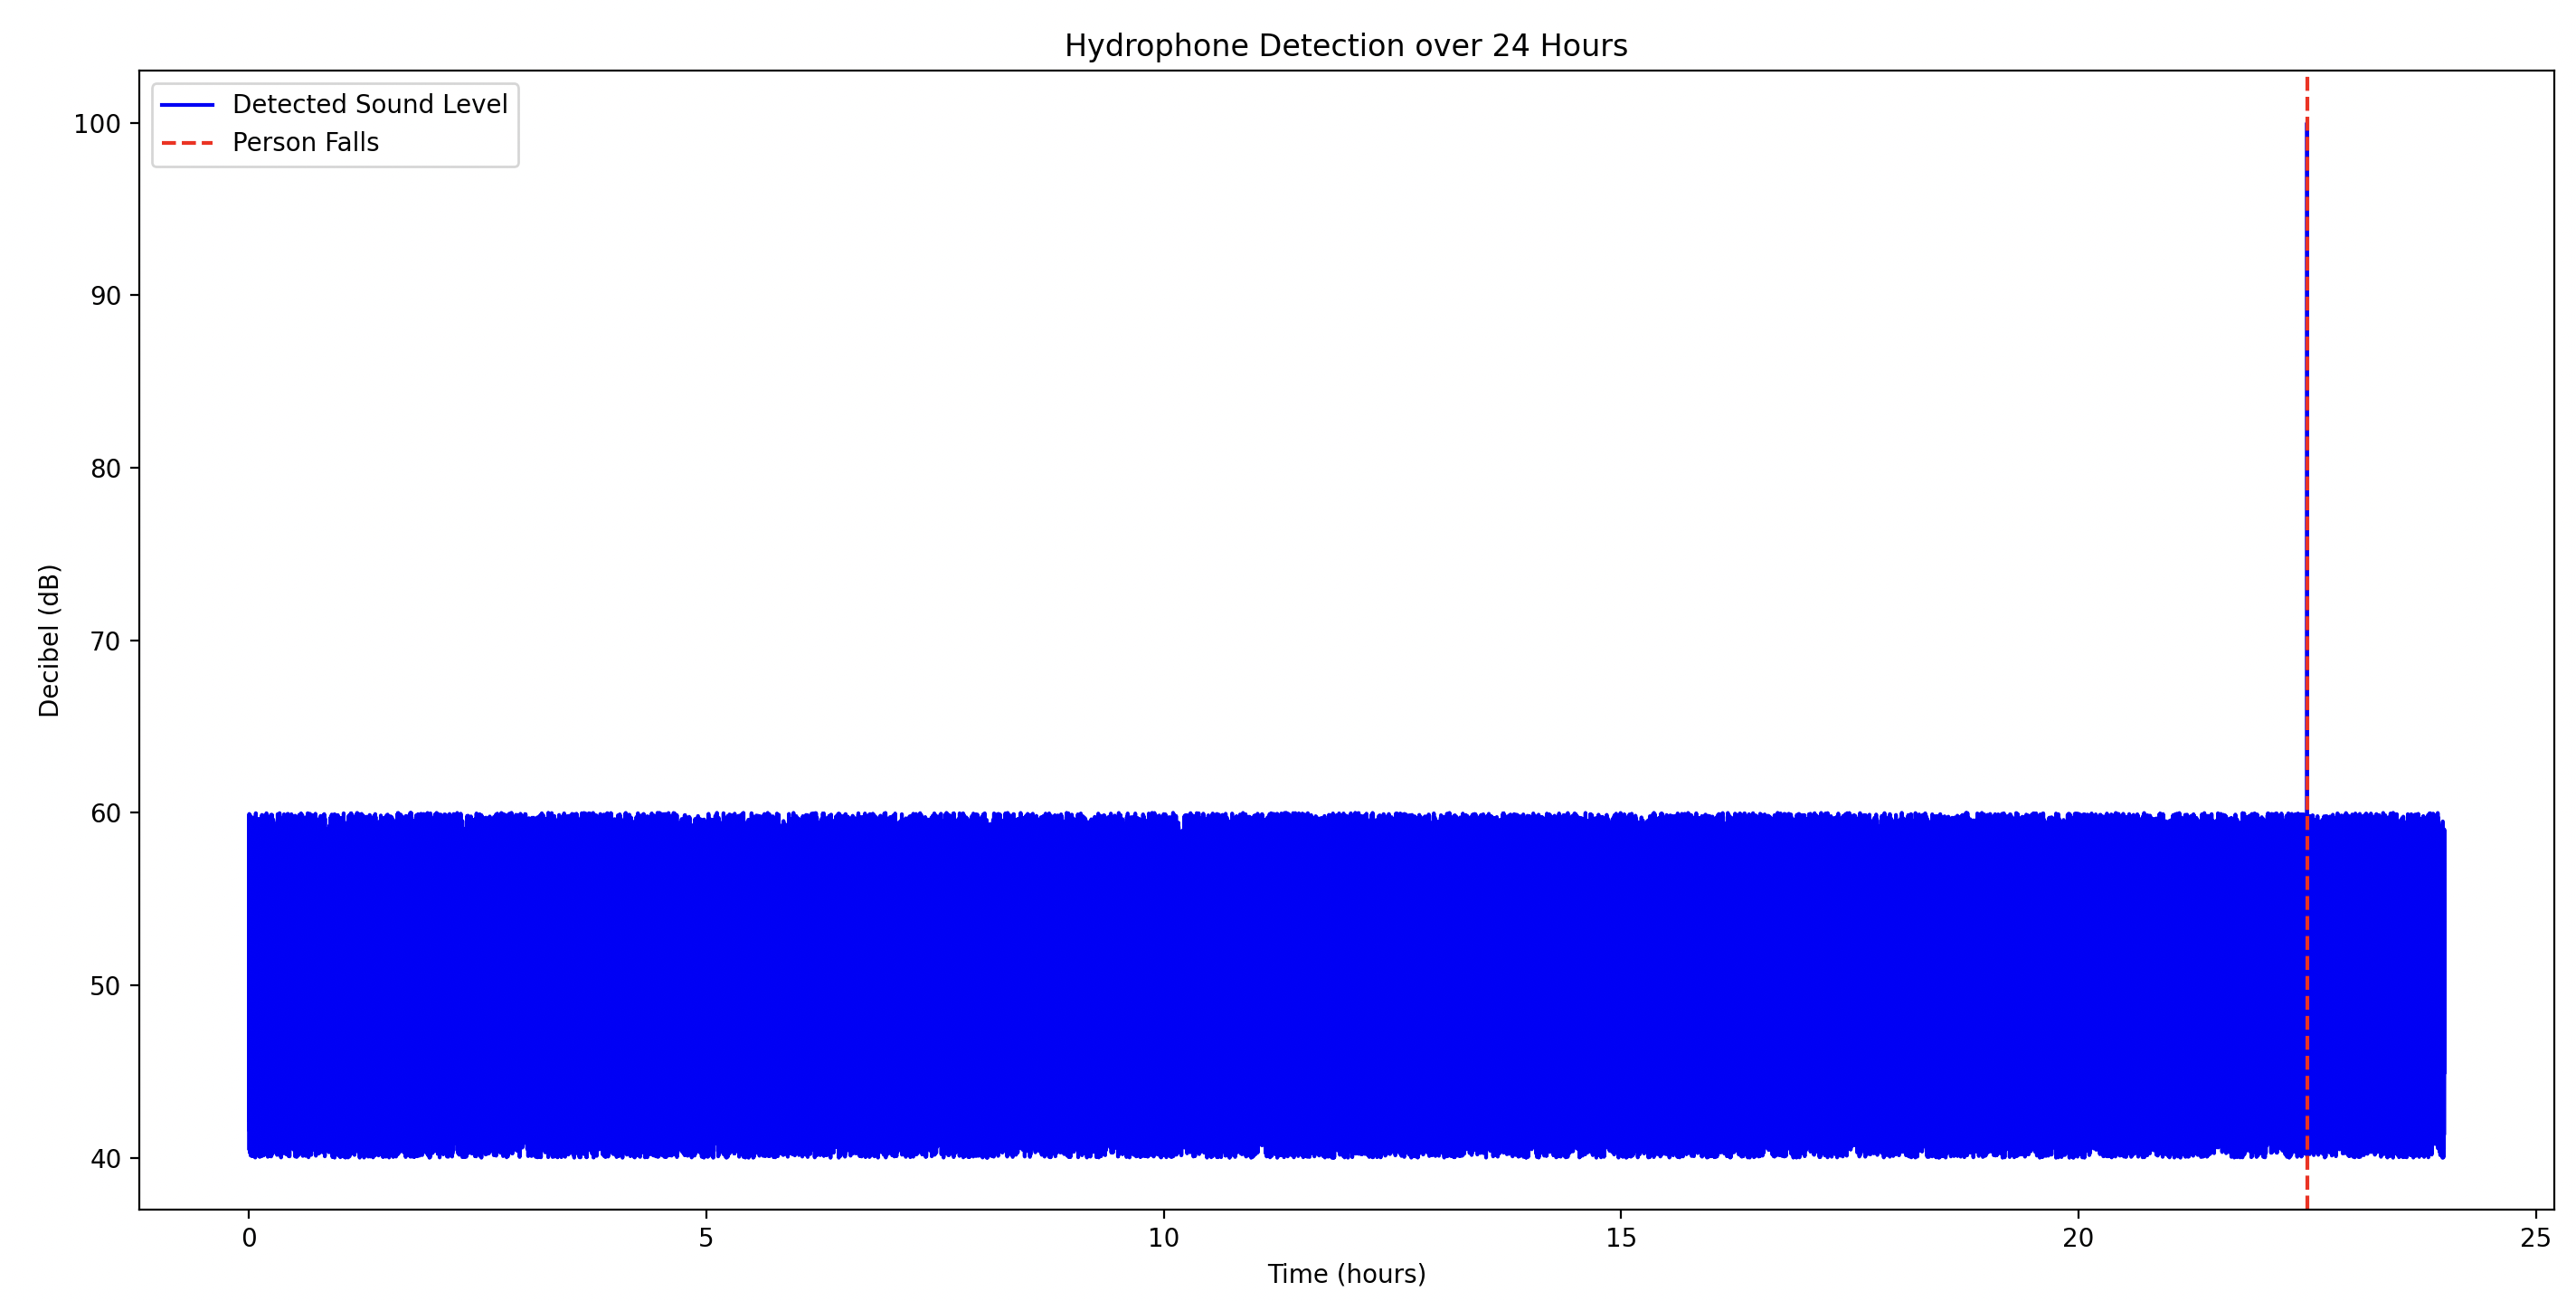 Hydrophone Detection over 24 Hours
Detected Sound Level
Person Falls
100
90
80
70
60
50
40
Decibel (dB)
0 5 10 15 20 25
Time (hours)